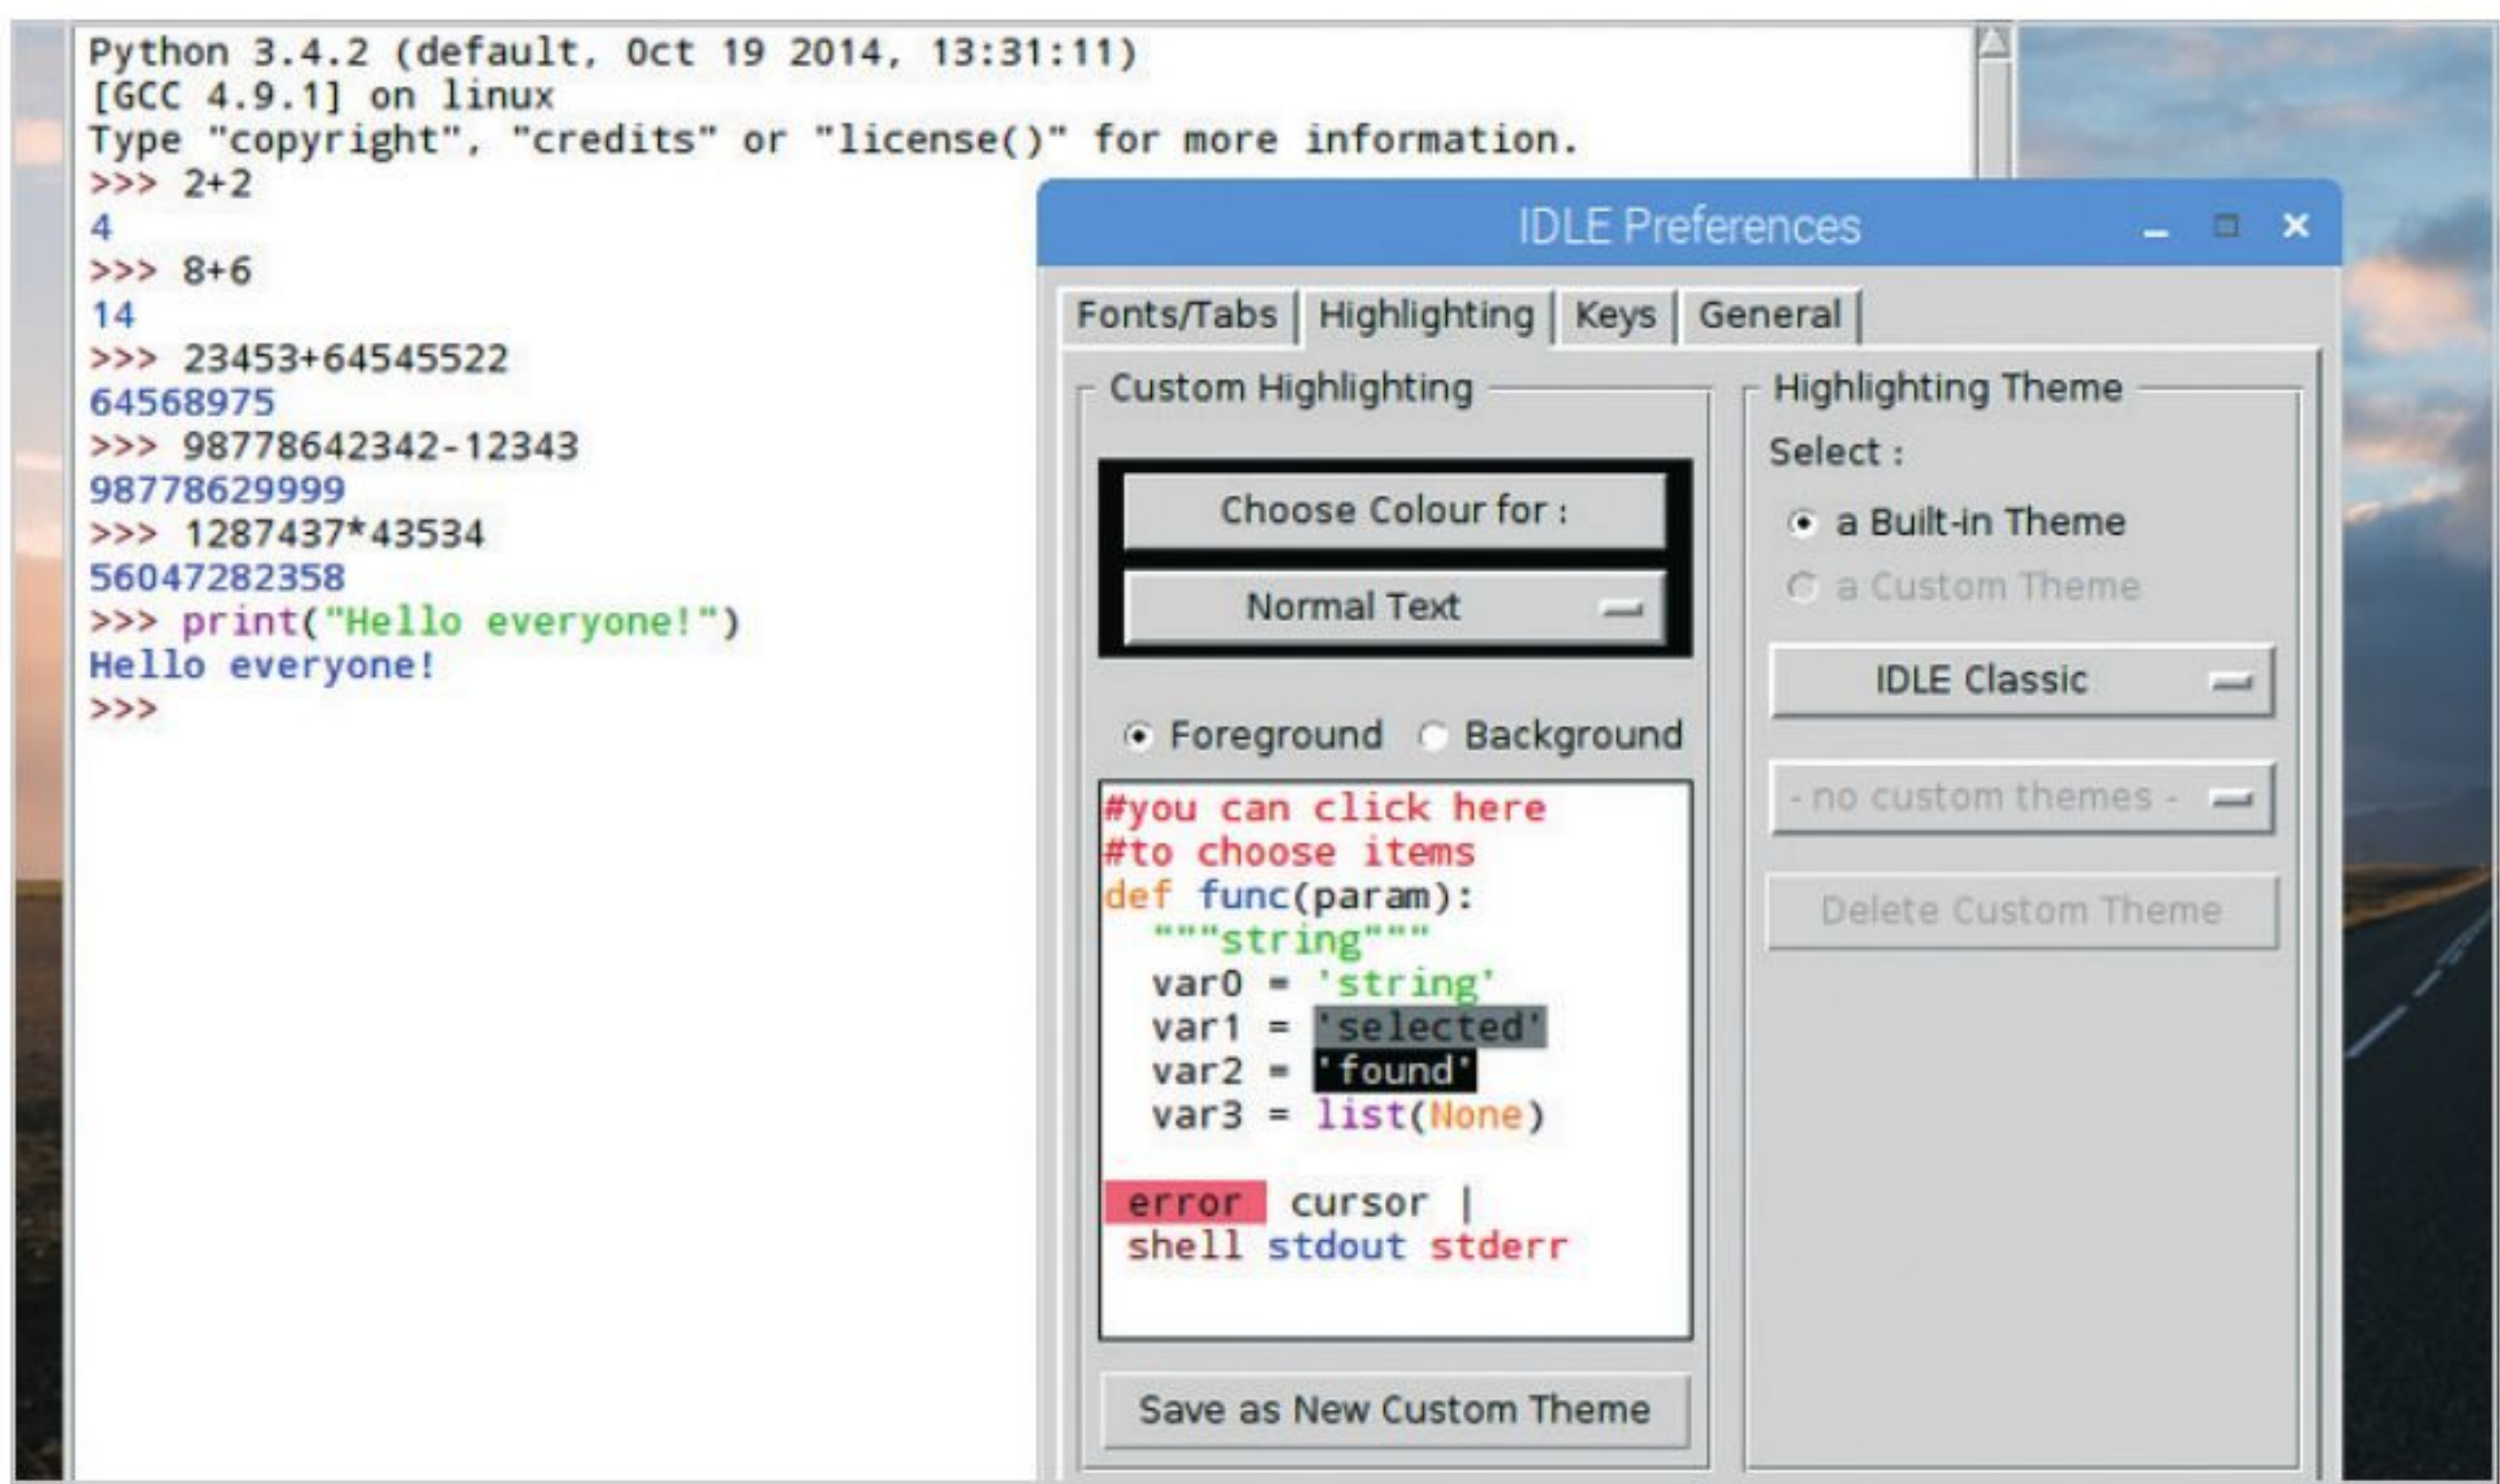 Python 3.4.2 (default, Oct 19 2014, 13:31:11)
[GCC 4.9.1] on linux
Type "copyright", "credits" or "license()" for more information.
>>> 2+2
4
>>> 8+6
14
>>> 23453+64545522
64568975
>>> 98778642342-12343
98778629999
>>> 1287437*43534
56047282358
>>> print("Hello everyone!")
Hello everyone!
>>>
IDLE Preferences
Fonts/Tabs Highlighting Keys General
Custom Highlighting
Choose Colour for :
Normal Text
Foreground Background
#you can click here
#to choose items
def func(param):
  """string"""
  var0 = 'string'
  var1 = 'selected'
  var2 = 'found'
  var3 = list(None)
error cursor |
shell stdout stderr
Save as New Custom Theme
Highlighting Theme
Select :
a Built-in Theme
a Custom Theme
IDLE Classic
- no custom themes -
Delete Custom Theme